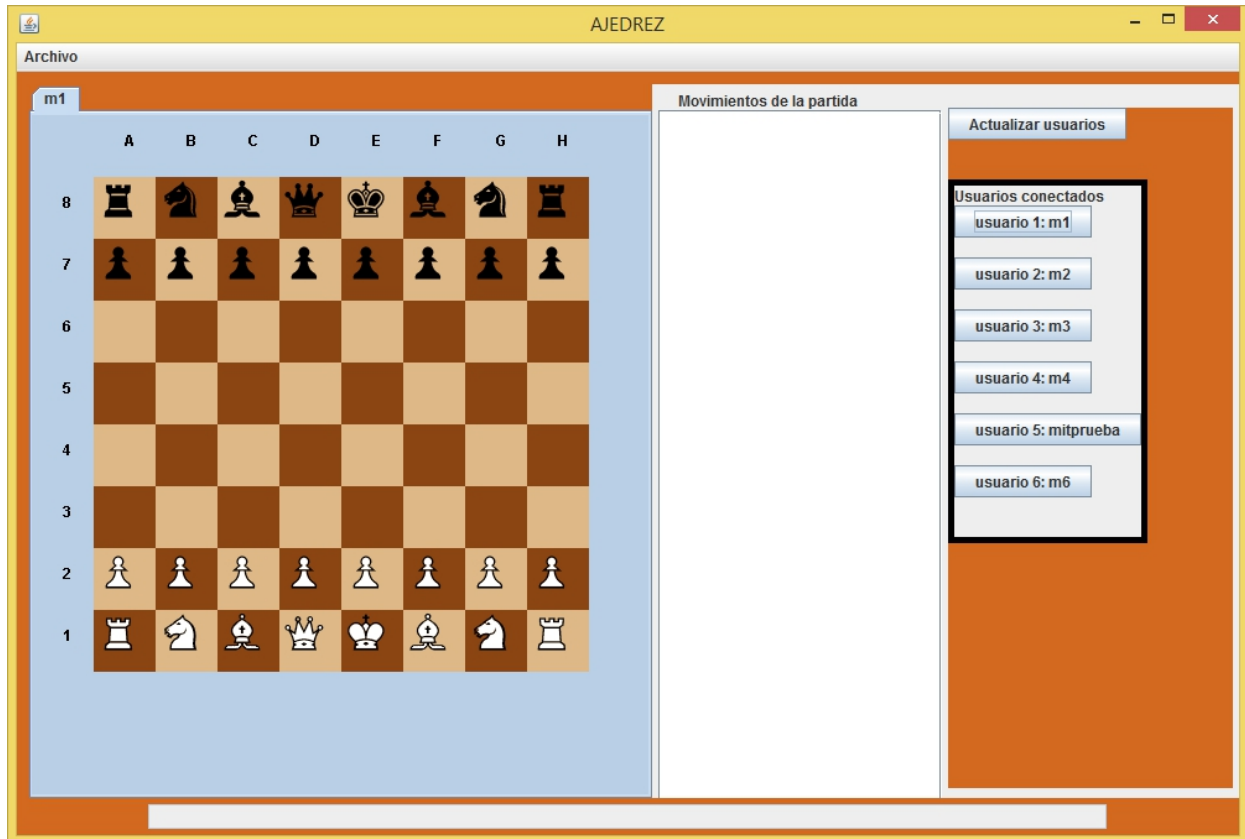 AJEDREZ
Archivo
m1
Movimientos de la partida
Actualizar usuarios
A B C D E F G H
8
7
6
5
4
3
2
1
Usuarios conectados
usuario 1: m1
usuario 2: m2
usuario 3: m3
usuario 4: m4
usuario 5: mitprueba
usuario 6: m6